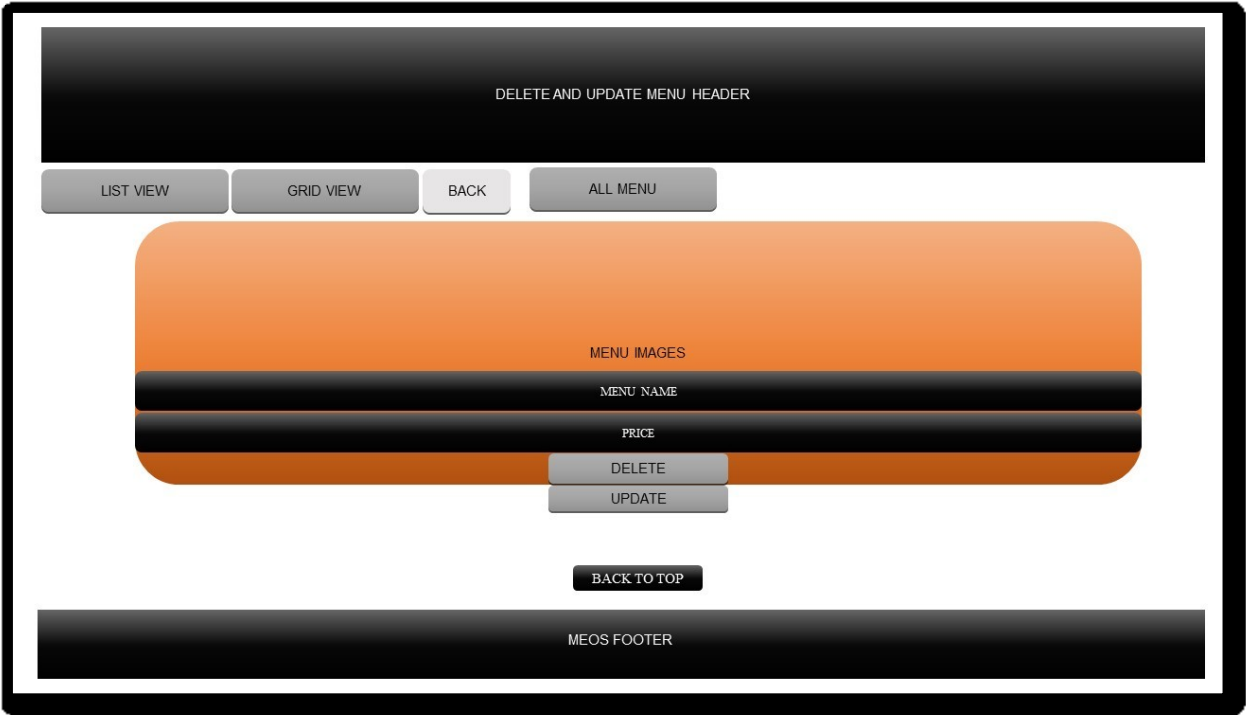 DELETE AND UPDATE MENU HEADER
LIST VIEW
GRID VIEW
BACK
ALL MENU
MENU IMAGES
MENU NAME
PRICE
DELETE
UPDATE
BACK TO TOP
MEOS FOOTER